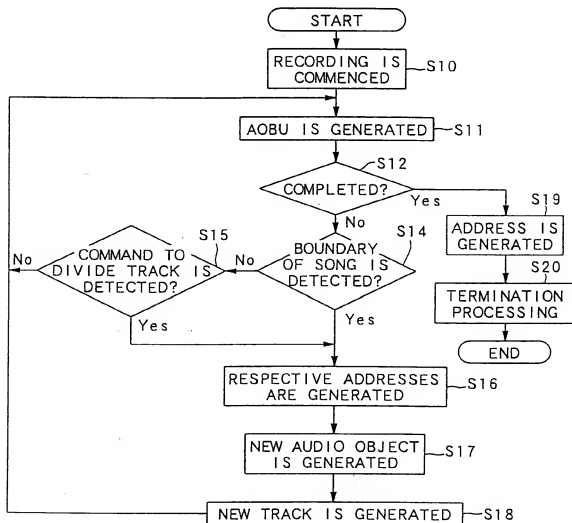 START
RECORDING IS
COMMENCED
S10
AOBU IS GENERATED
S11
S12
COMPLETED?
Yes
No
S19
ADDRESS IS
GENERATED
S20
TERMINATION
PROCESSING
END
S14
BOUNDARY
OF SONG IS
DETECTED?
No
Yes
S15
COMMAND TO
DIVIDE TRACK IS
DETECTED?
No
Yes
RESPECTIVE ADDRESSES
ARE GENERATED
S16
NEW AUDIO OBJECT
IS GENERATED
S17
NEW TRACK IS GENERATED
S18